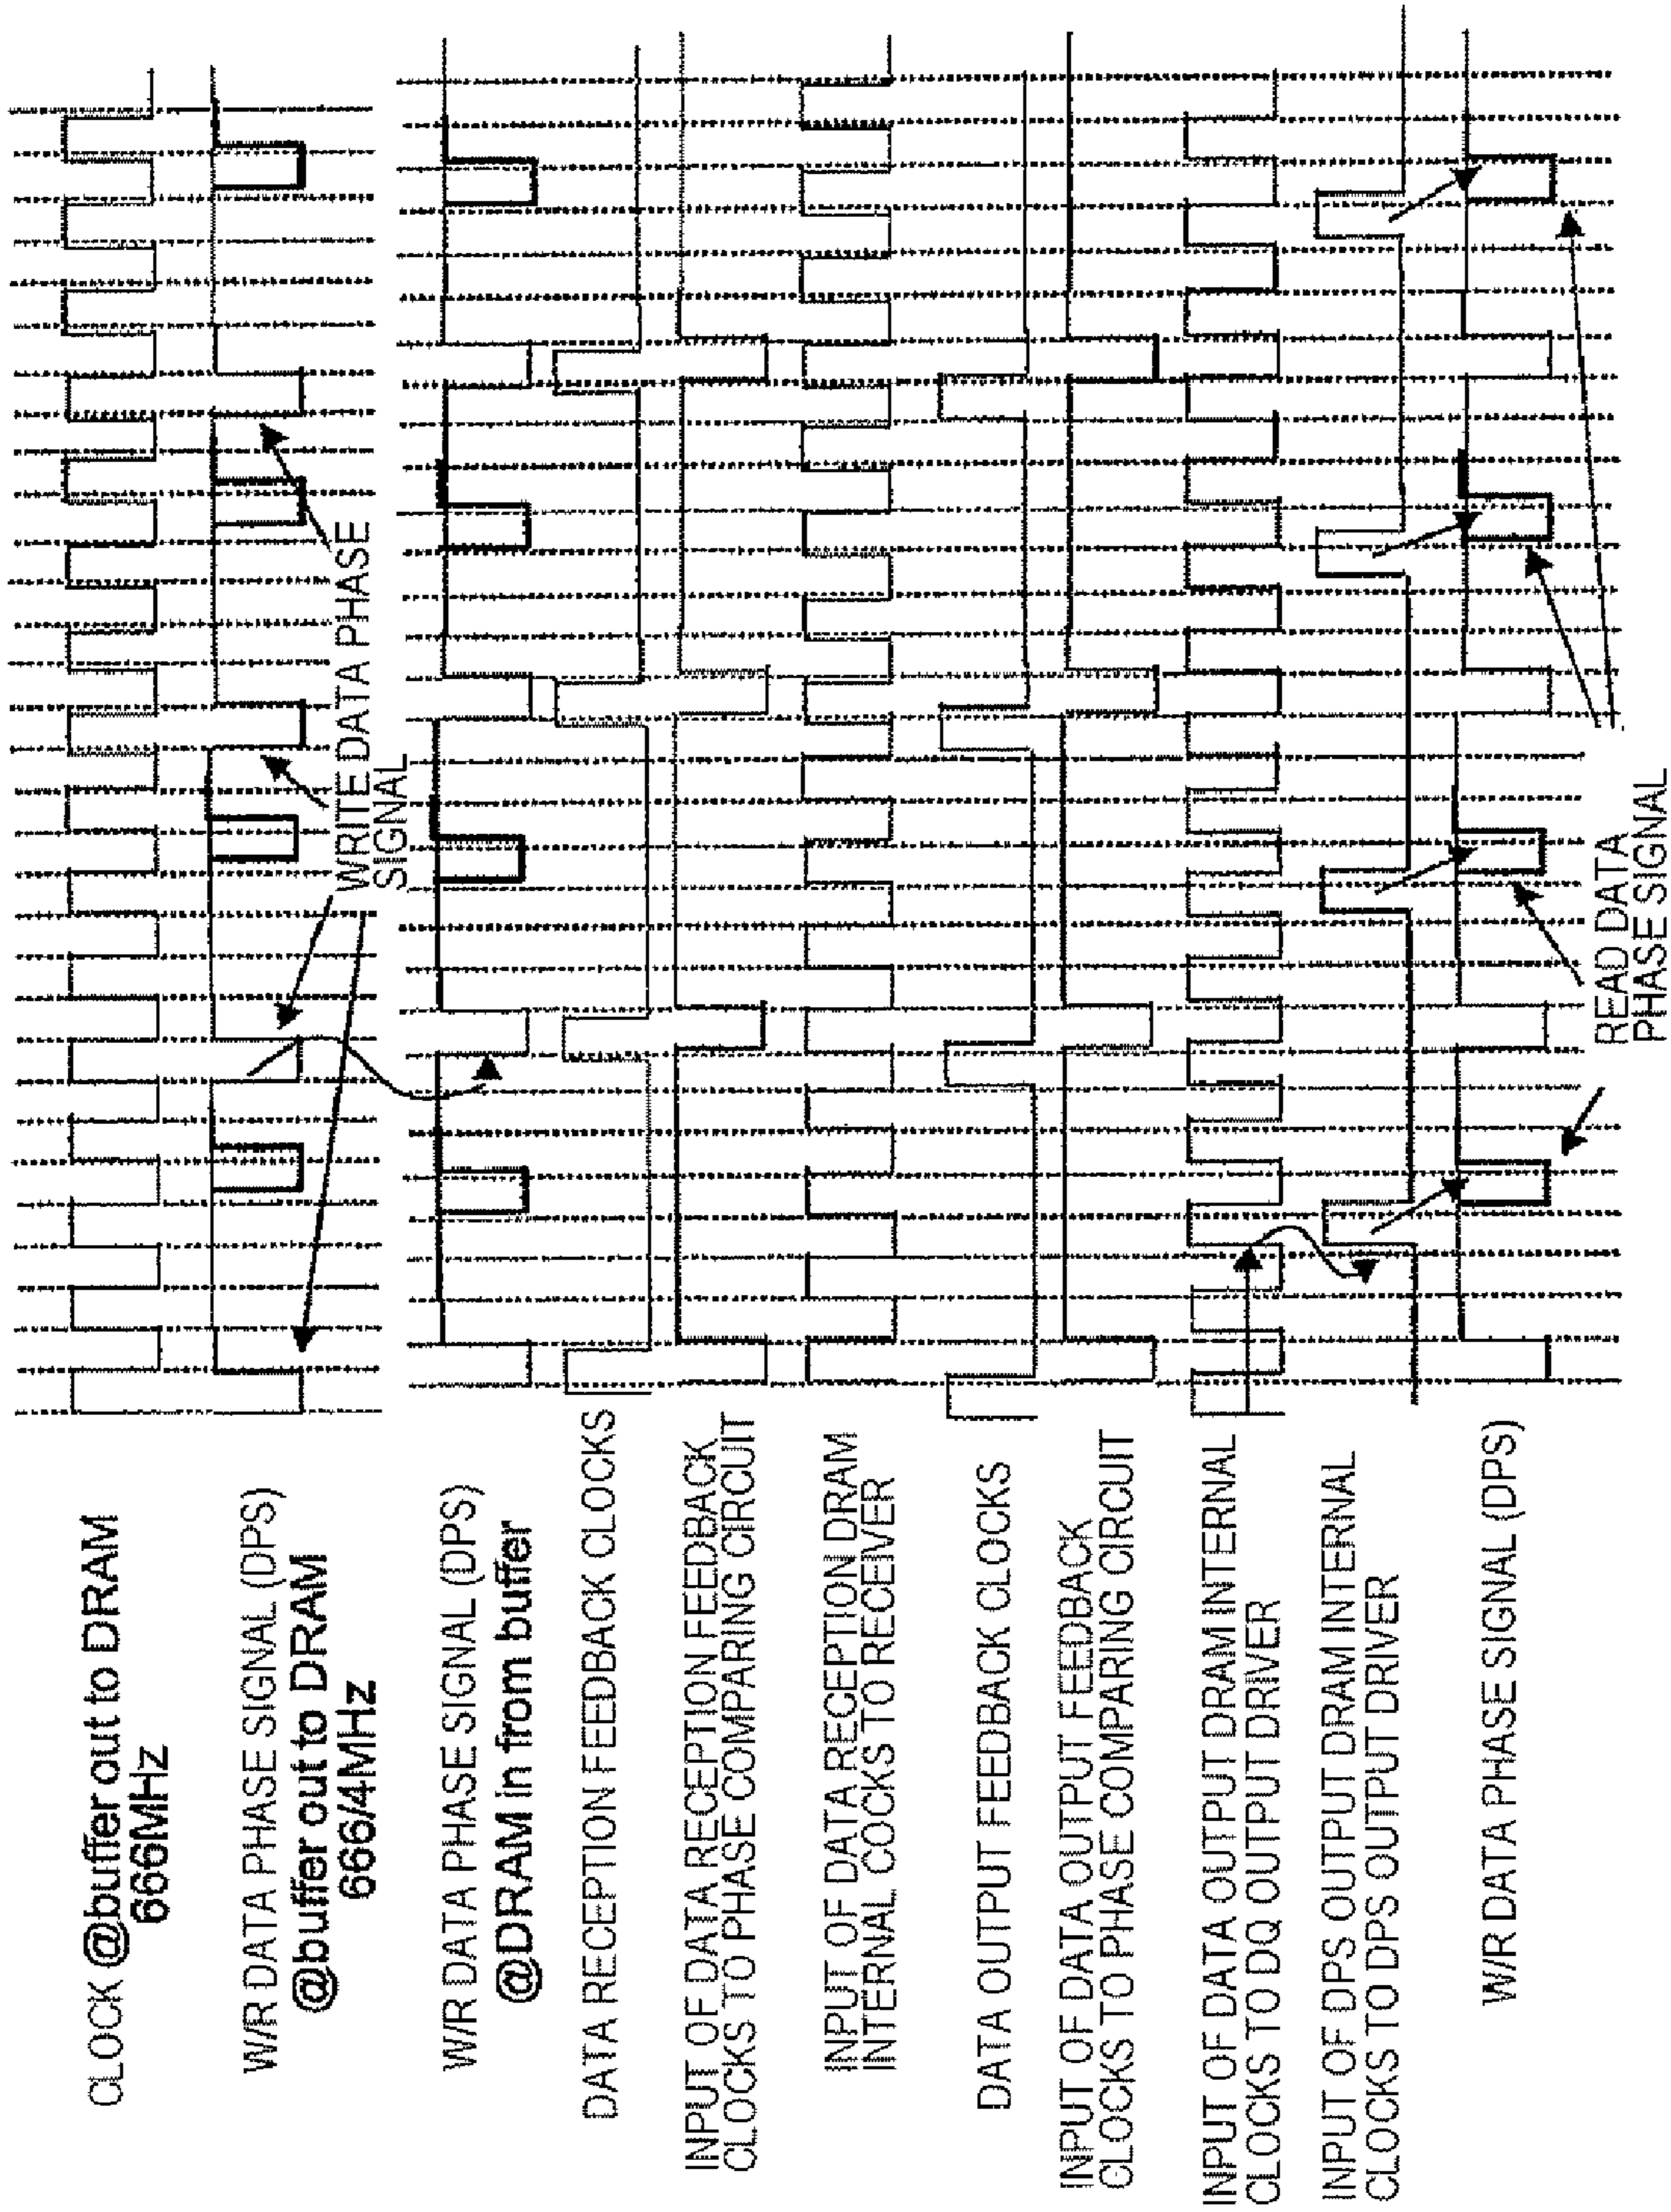 CLOCK @buffer out to DRAM
666MHz
W/R DATA PHASE SIGNAL (DPS)
@buffer out to DRAM
666/4MHz
W/R DATA PHASE SIGNAL (DPS)
@DRAM in from buffer
DATA RECEPTION FEEDBACK CLOCKS
INPUT OF DATA RECEPTION FEEDBACK
CLOCKS TO PHASE COMPARING CIRCUIT
INPUT OF DATA RECEPTION DRAM
INTERNAL COCKS TO RECEIVER
DATA OUTPUT FEEDBACK CLOCKS
INPUT OF DATA OUTPUT FEEDBACK
CLOCKS TO PHASE COMPARING CIRCUIT
INPUT OF DATA OUTPUT DRAM INTERNAL
CLOCKS TO DQ OUTPUT DRIVER
INPUT OF DPS OUTPUT DRAM INTERNAL
CLOCKS TO DPS OUTPUT DRIVER
W/R DATA PHASE SIGNAL (DPS)
WRITE DATA PHASE
SIGNAL
READ DATA
PHASE SIGNAL